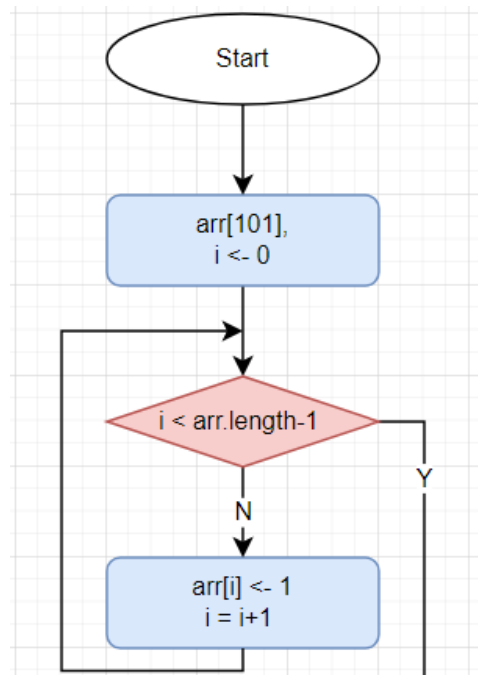 Start
arr[101],
i <- 0
i < arr.length-1
Y
N
arr[i] <- 1
i = i+1